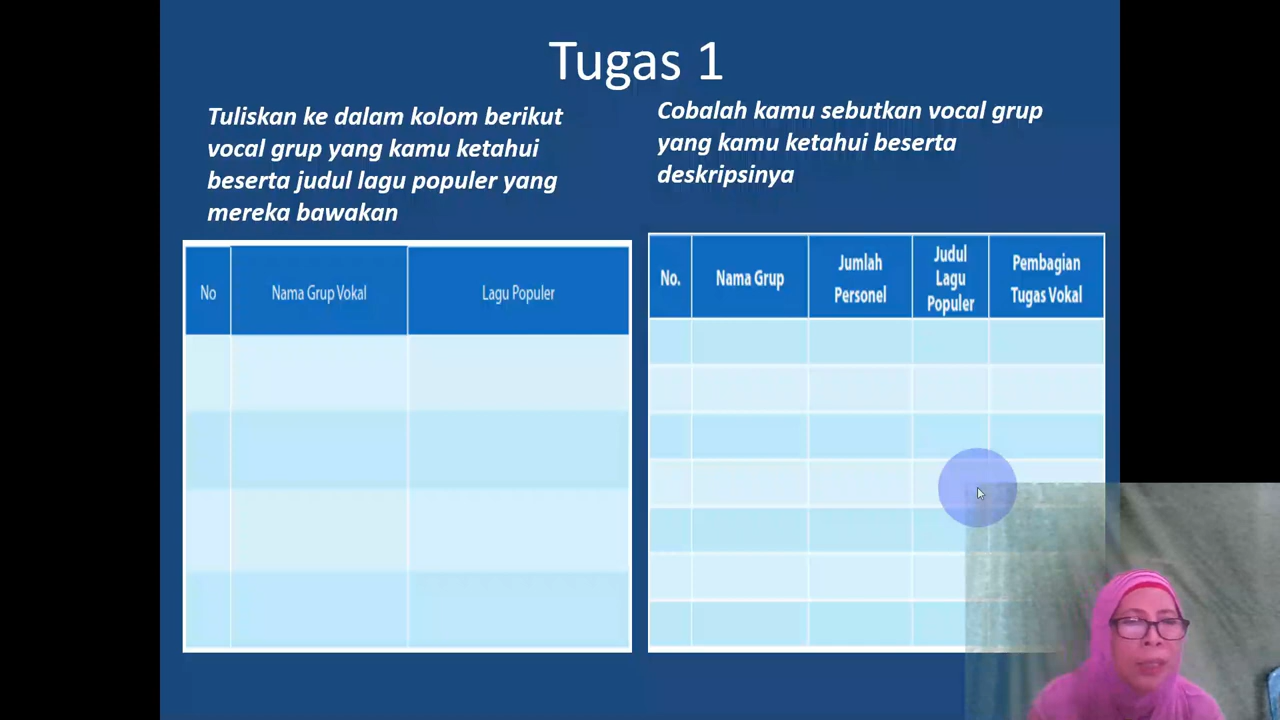 Tugas 1
Tuliskan ke dalam kolom berikut
vocal grup yang kamu ketahui
beserta judul lagu populer yang
mereka bawakan
No
Nama Grup Vokal
Lagu Populer
Cobalah kamu sebutkan vocal grup
yang kamu ketahui beserta
deskripsinya
No.
Nama Grup
Jumlah
Personel
Judul
Lagu
Populer
Pembagian
Tugas Vokal